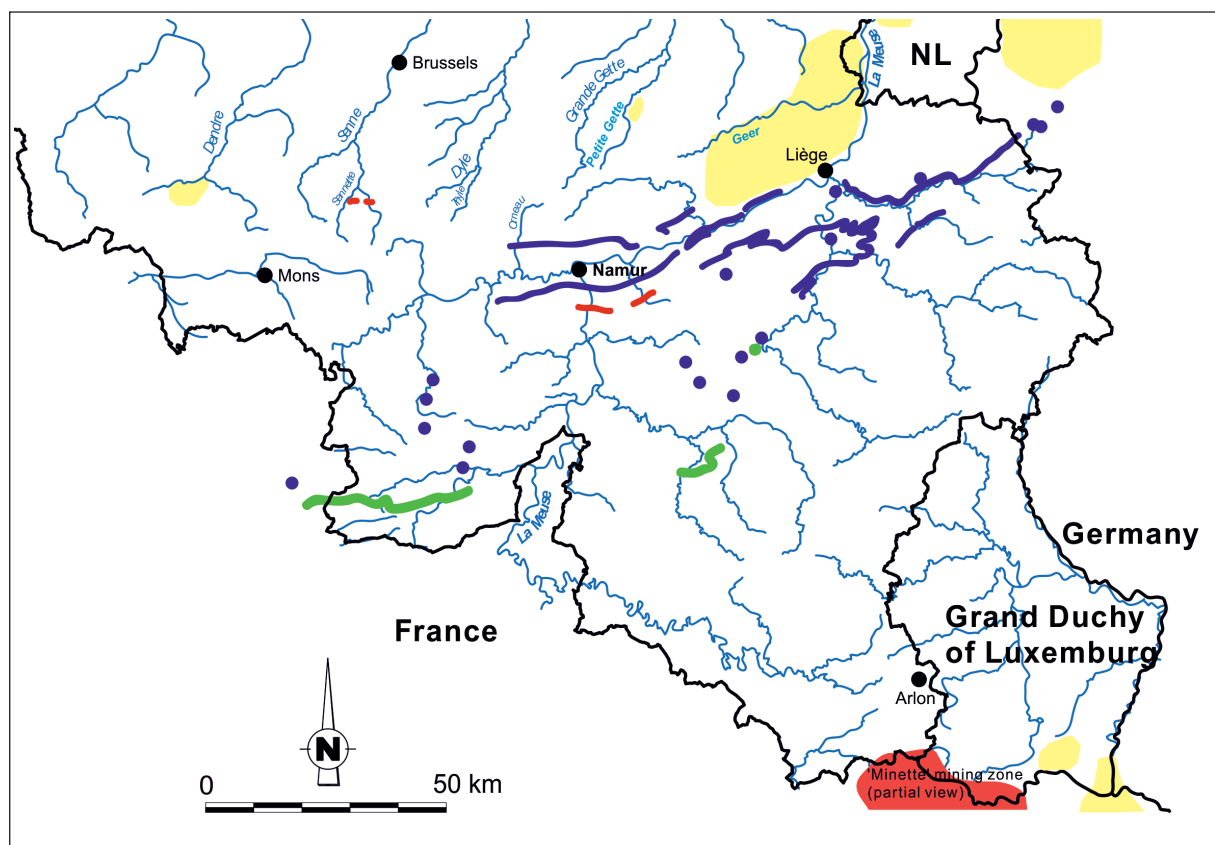 NL
La Meuse
Brussels
Grande Gette
Petite Gette
Dendre
Senne
Geer
Dyle
Liège
Thyle
Sennette
Orneau
Namur
Mons
La Meuse
Germany
France
Grand Duchy
of Luxemburg
Arlon
N
'Minette' mining zone
(partial view)
0
50 km